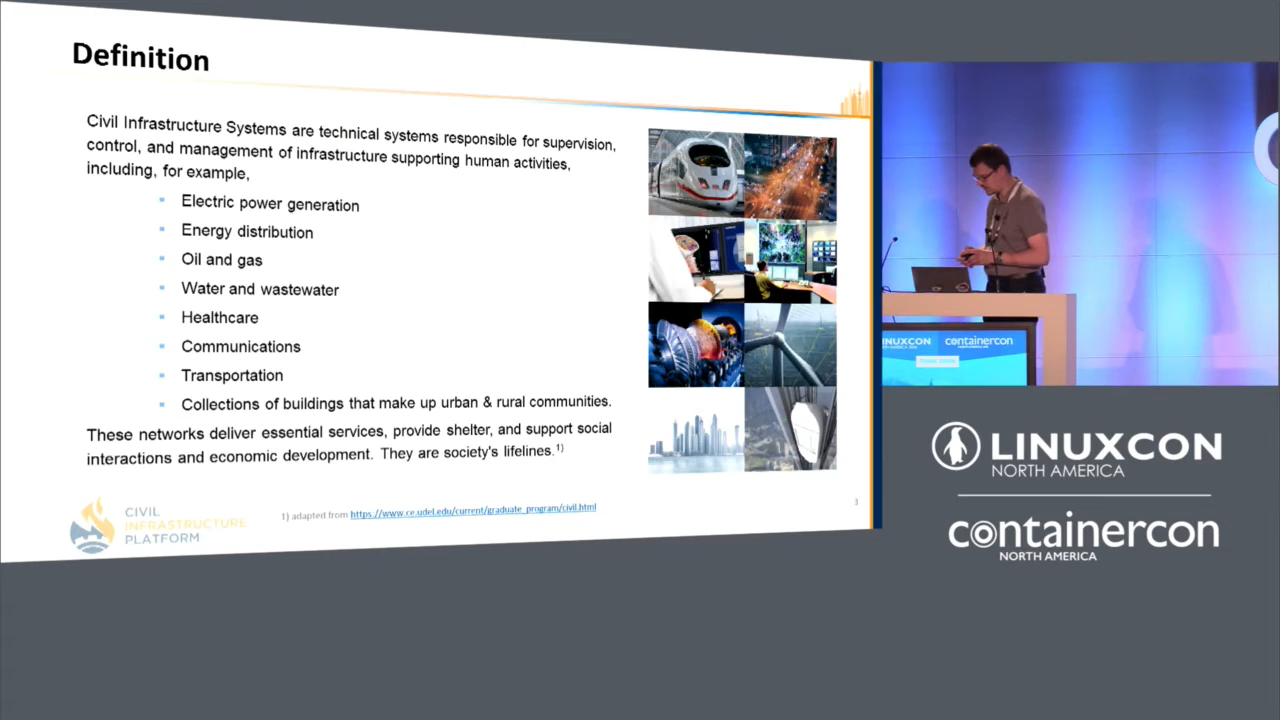 Definition
Civil Infrastructure Systems are technical systems responsible for supervision,
control, and management of infrastructure supporting human activities,
including, for example,
Electric power generation
Energy distribution
Oil and gas
Water and wastewater
Healthcare
Communications
Transportation
Collections of buildings that make up urban & rural communities.
These networks deliver essential services, provide shelter, and support social
interactions and economic development. They are society's lifelines.1)
CIVIL
INFRASTRUCTURE
PLATFORM
1) adapted from https://www.ce.udel.edu/current/graduate_program/civil.html
3
LINUXCON
containercon
LINUXCON
NORTH AMERICA
containercon
NORTH AMERICA